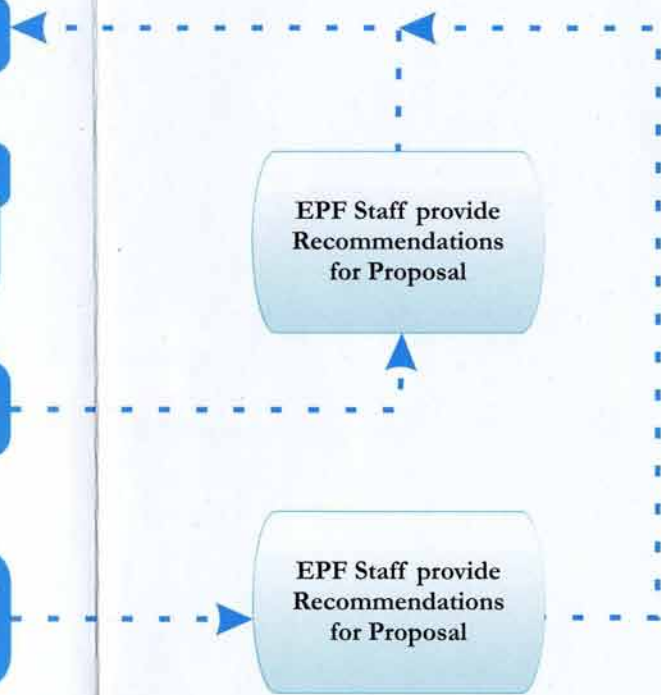 EPF Staff provide
Recommendations
for Proposal
EPF Staff provide
Recommendations
for Proposal